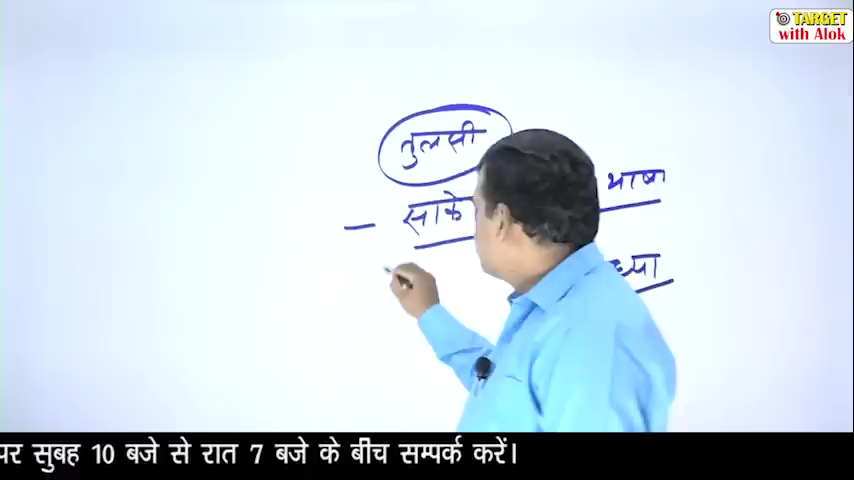 TARGET
with Alok
तुलसी
भाषा
— साके
ध्या
पर सुबह 10 बजे से रात 7 बजे के बीच सम्पर्क करें।